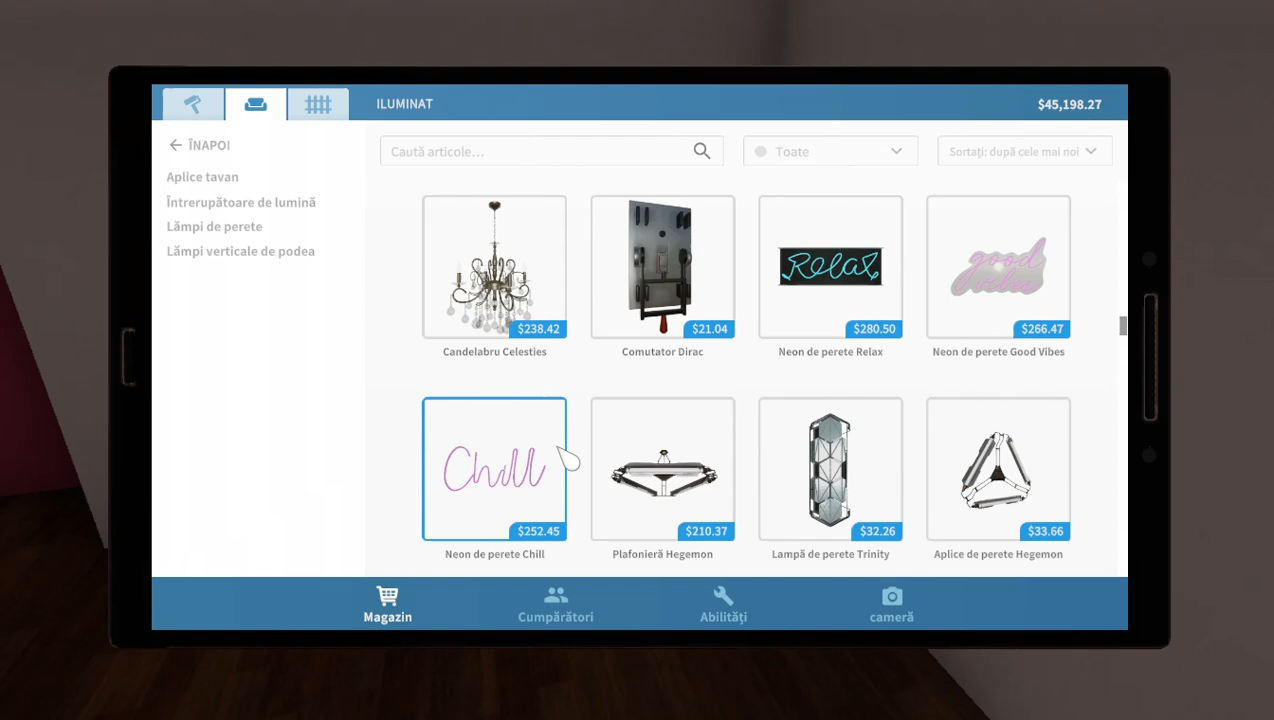 ILUMINAT
$45,198.27
ÎNAPOI
Aplice tavan
Întrerupătoare de lumină
Lămpi de perete
Lămpi verticale de podea
Caută articole...
Toate
Sortați: după cele mai noi
Relax
good
vibes
$238.42
$21.04
$280.50
$266.47
Candelabru Celesties
Comutator Dirac
Neon de perete Relax
Neon de perete Good Vibes
Chill
$252.45
$210.37
$32.26
$33.66
Neon de perete Chill
Plafonieră Hegemon
Lampă de perete Trinity
Aplice de perete Hegemon
Magazin
Cumpărători
Abilități
cameră